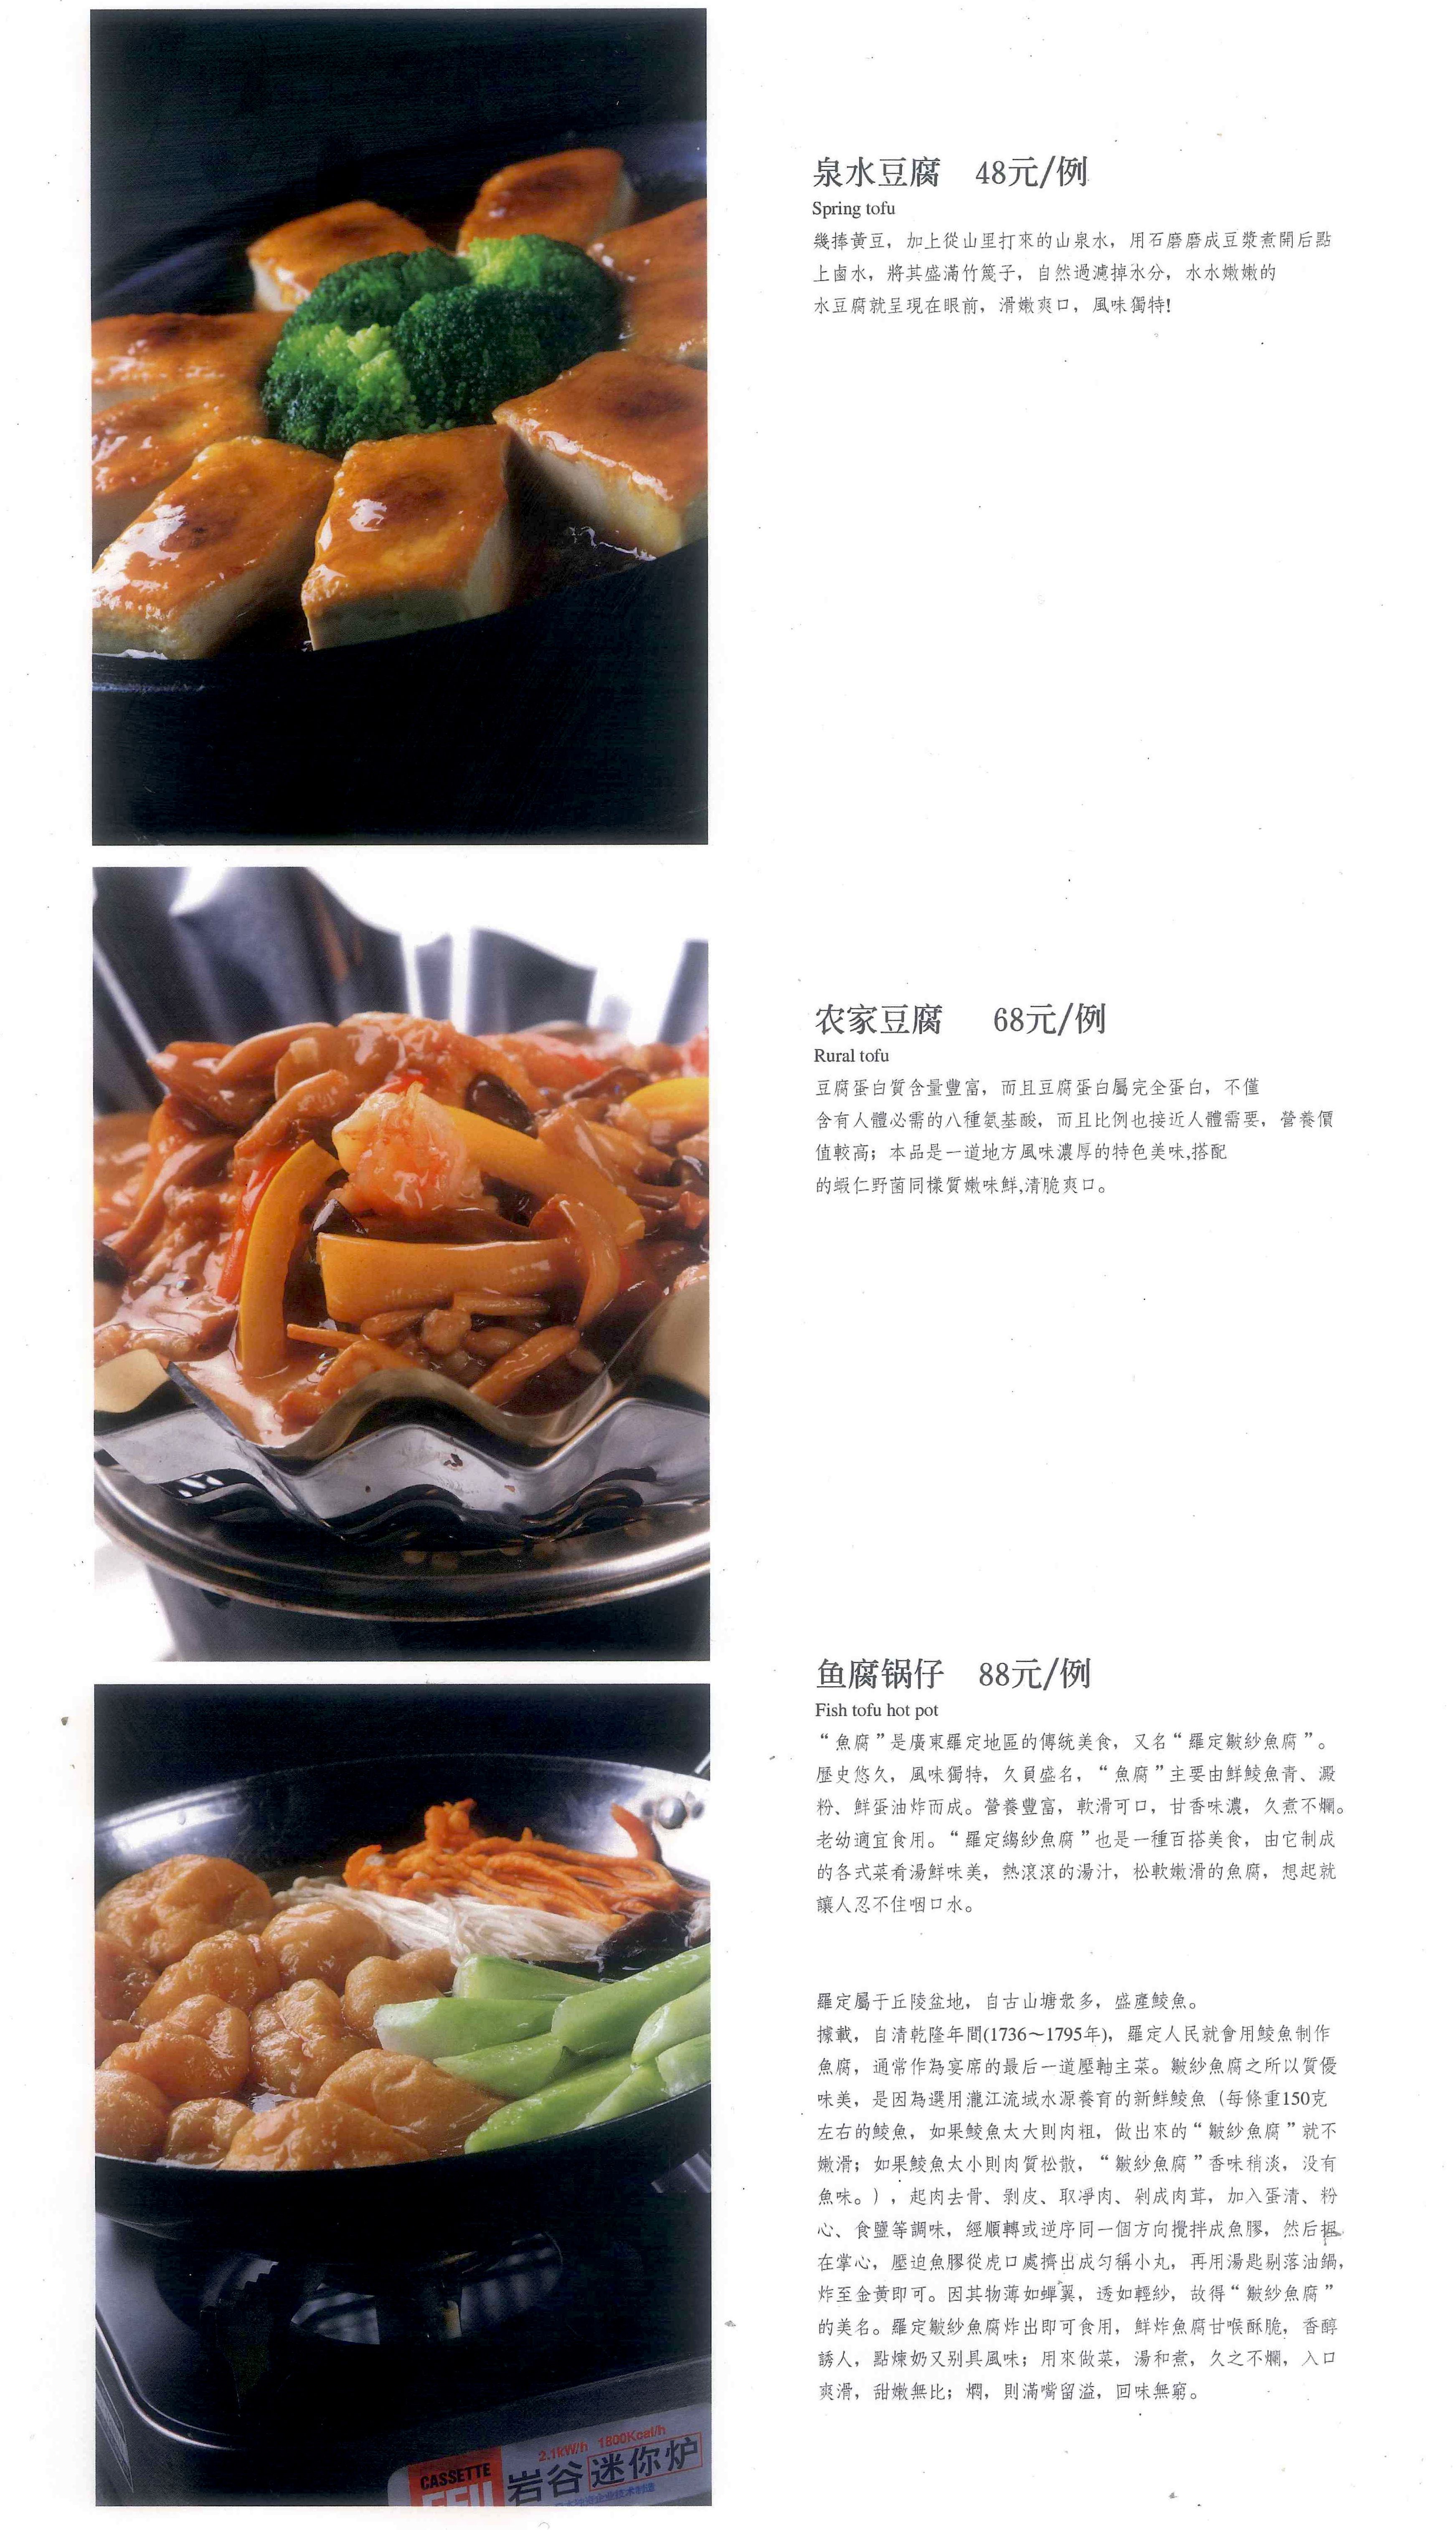 泉水豆腐 48元/例
Spring tofu
幾捧黃豆，加上從山里打來的山泉水，用石磨磨成豆漿煮開后點
上鹵水，將其盛滿竹篾子，自然過濾掉水分，水水嫩嫩的
水豆腐就呈現在眼前，滑嫩爽口，風味獨特!
农家豆腐 68元/例
Rural tofu
豆腐蛋白質含量豐富，而且豆腐蛋白屬完全蛋白，不僅
含有人體必需的八種氨基酸，而且比例也接近人體需要，營養價
值較高；本品是一道地方風味濃厚的特色美味,搭配
的蝦仁野菌同樣質嫩味鮮,清脆爽口。
鱼腐锅仔 88元/例
Fish tofu hot pot
“魚腐”是廣東羅定地區的傳統美食，又名“羅定皺紗魚腐”。
歷史悠久，風味獨特，久負盛名，“魚腐”主要由鮮鯪魚青、澱
粉、鮮蛋油炸而成。營養豐富，軟滑可口，甘香味濃，久煮不爛。
老幼適宜食用。“羅定縐紗魚腐”也是一種百搭美食，由它制成
的各式菜肴湯鮮味美，熱滾滾的湯汁，松軟嫩滑的魚腐，想起就
讓人忍不住咽口水。
羅定屬于丘陵盆地，自古山塘衆多，盛產鯪魚。
據載，自清乾隆年間(1736～1795年)，羅定人民就會用鯪魚制作
魚腐，通常作為宴席的最后一道壓軸主菜。皺紗魚腐之所以質優
味美，是因為選用瀧江流域水源養育的新鮮鯪魚（每條重150克
左右的鯪魚，如果鯪魚太大則肉粗，做出來的“皺紗魚腐”就不
嫩滑；如果鯪魚太小則肉質松散，“皺紗魚腐”香味稍淡，没有
魚味。），起肉去骨、剥皮、取凈肉、剁成肉茸，加入蛋清、粉
心、食鹽等調味，經順轉或逆序同一個方向攪拌成魚膠，然后握
在掌心，壓迫魚膠從虎口處擠出成匀稱小丸，再用湯匙剔落油鍋，
炸至金黃即可。因其物薄如蟬翼，透如輕紗，故得“皺紗魚腐”
的美名。羅定皺紗魚腐炸出即可食用，鮮炸魚腐甘喉酥脆，香醇
誘人，點煉奶又别具風味；用來做菜，湯和煮，久之不爛，入口
爽滑，甜嫩無比；燜，則滿嘴留溢，回味無窮。
2.1kW/h 1800Kcal/h
CASSETTE
岩谷迷你炉